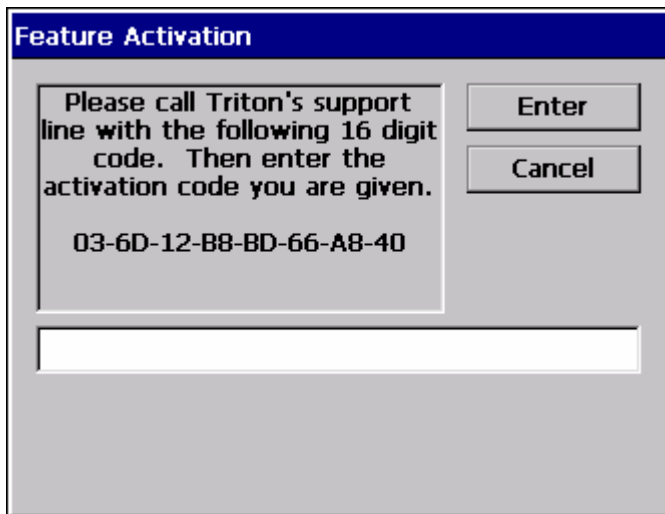 Feature Activation
Please call Triton's support
line with the following 16 digit
code. Then enter the
activation code you are given.
03-6D-12-B8-BD-66-A8-40
Enter
Cancel